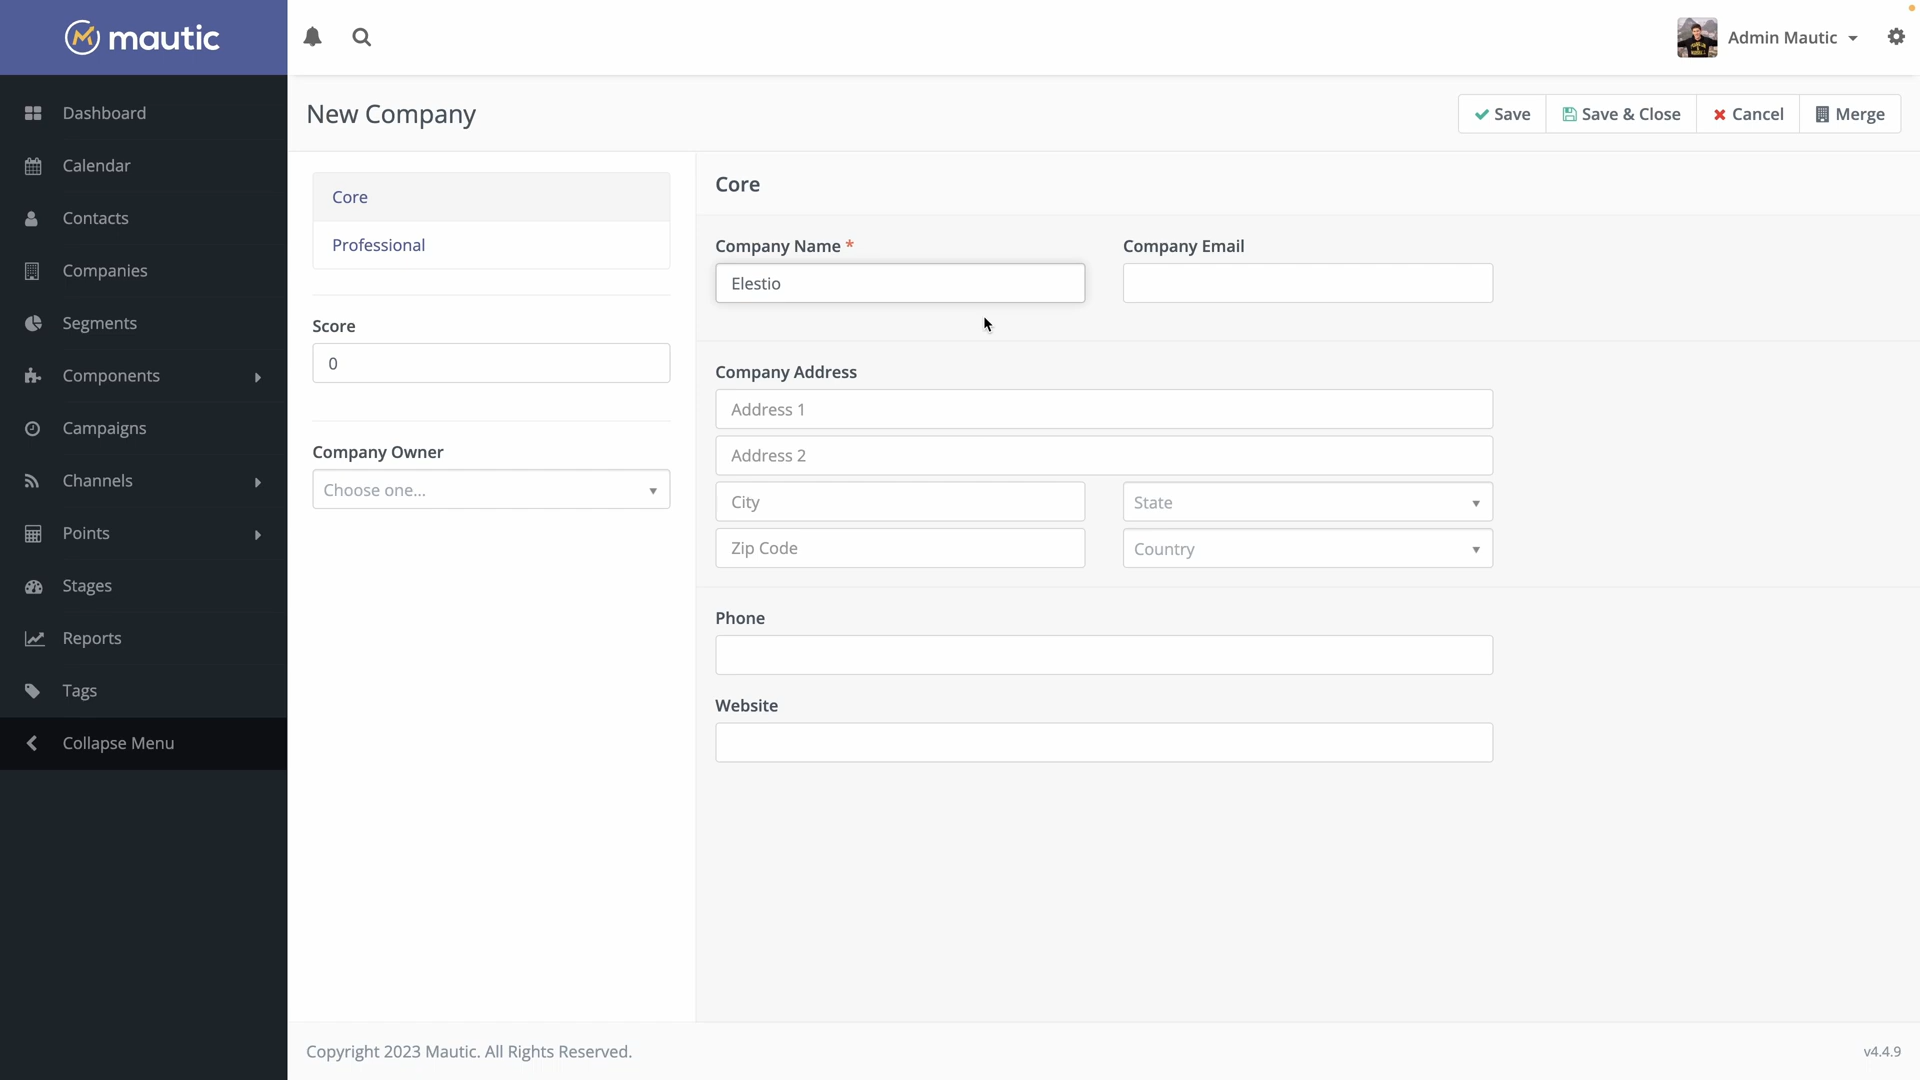 mautic
Admin Mautic
Dashboard
Calendar
Contacts
Companies
Segments
Components
Campaigns
Channels
Points
Stages
Reports
Tags
Collapse Menu
New Company
Save
Save & Close
Cancel
Merge
Core
Professional
Score
0
Company Owner
Choose one...
Core
Company Name *
Company Email
Elestio
Company Address
Address 1
Address 2
City
State
Zip Code
Country
Phone
Website
Copyright 2023 Mautic. All Rights Reserved.
v4.4.9